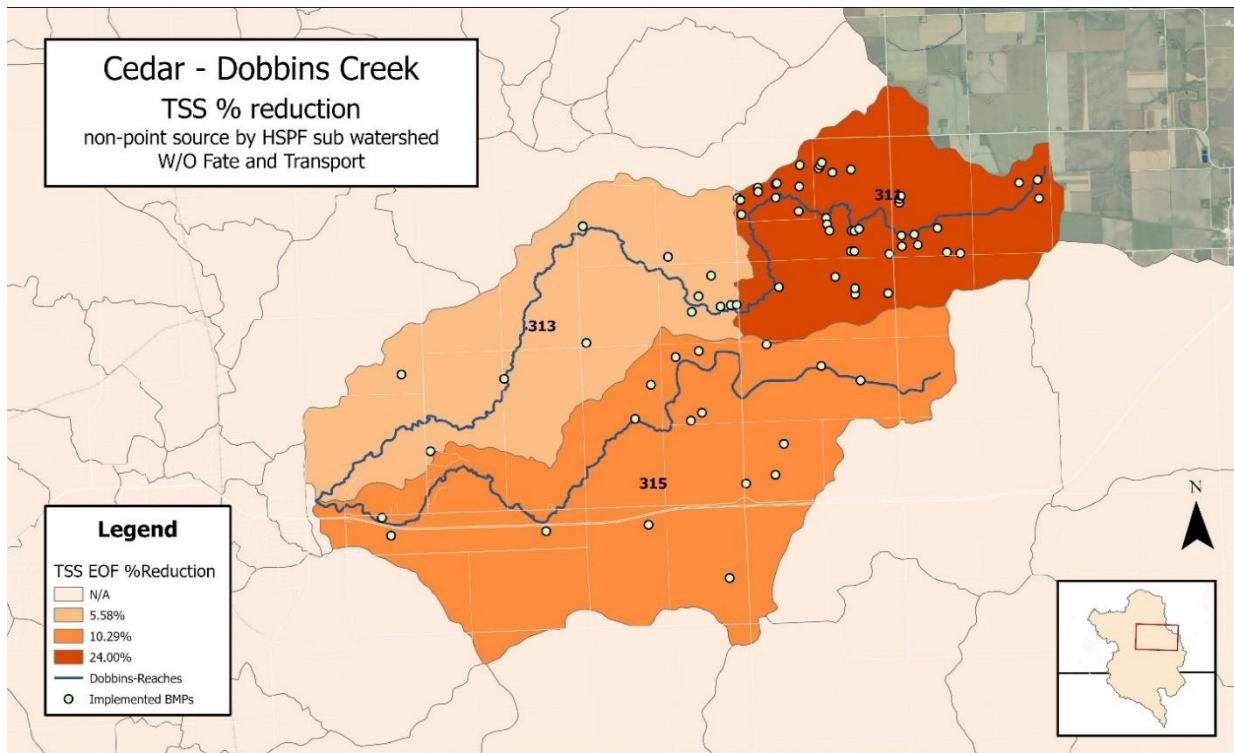 Cedar - Dobbins Creek
TSS % reduction
non-point source by HSPF sub watershed
W/O Fate and Transport
311
313
315
N
Legend
TSS EOF %Reduction
N/A
5.58%
10.29%
24.00%
Dobbins-Reaches
Implemented BMPs